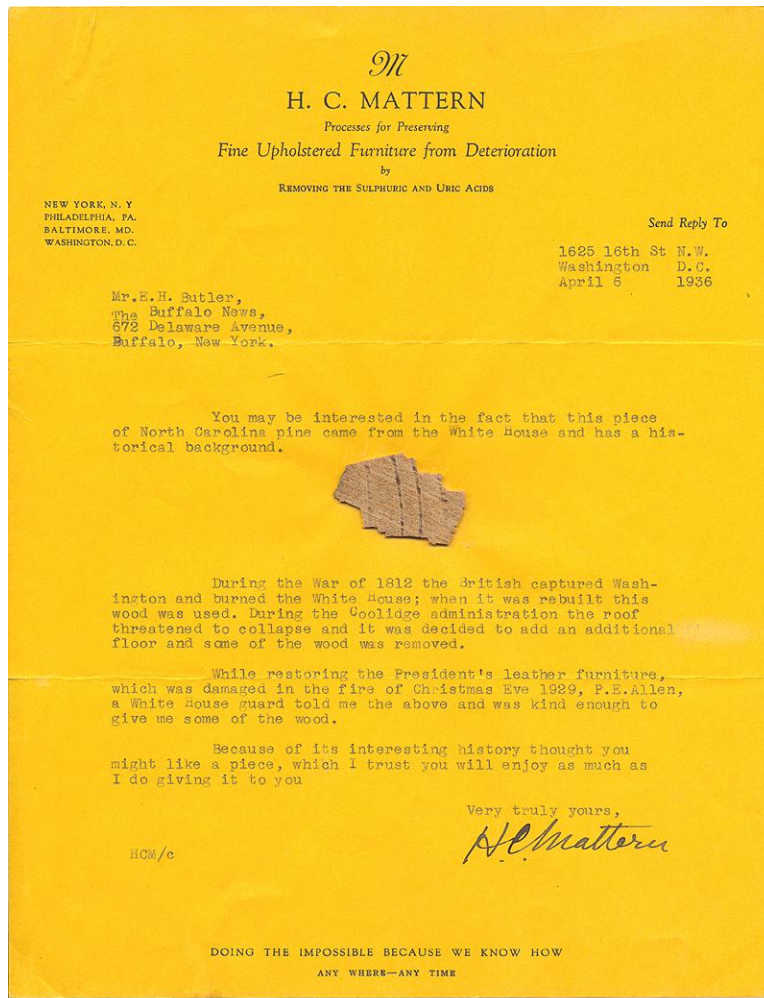 M
H. C. MATTERN
Processes for Preserving
Fine Upholstered Furniture from Deterioration
by
REMOVING THE SULPHURIC AND URIC ACIDS
NEW YORK, N. Y
PHILADELPHIA, PA.
BALTIMORE, MD.
WASHINGTON, D. C.
Send Reply To
1625 16th St N.W.
Washington D.C.
April 6 1936
Mr.E.H. Butler,
The Buffalo News,
672 Delaware Avenue,
Buffalo, New York.
You may be interested in the fact that this piece
of North Carolina pine came from the White House and has a his-
torical background.
During the War of 1812 the British captured Wash-
ington and burned the White House; when it was rebuilt this
wood was used. During the Coolidge administration the roof
threatened to collapse and it was decided to add an additional
floor and some of the wood was removed.
While restoring the President's leather furniture,
which was damaged in the fire of Christmas Eve 1929, P.E.Allen,
a White House guard told me the above and was kind enough to
give me some of the wood.
Because of its interesting history thought you
might like a piece, which I trust you will enjoy as much as
I do giving it to you
Very truly yours,
H.C. Mattern
HCM/c
DOING THE IMPOSSIBLE BECAUSE WE KNOW HOW
ANY WHERE—ANY TIME